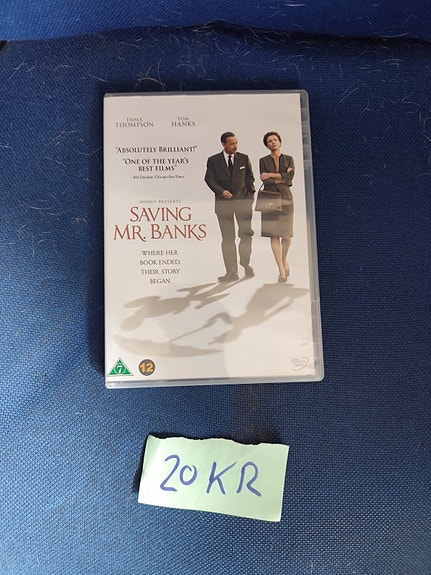 EMMA THOMPSON
TOM HANKS
"ABSOLUTELY BRILLIANT!"
"ONE OF THE YEAR'S
BEST FILMS"
DISNEY PRESENTS
SAVING
MR. BANKS
WHERE HER
BOOK ENDED,
THEIR STORY
BEGAN.
7
12
20 KR